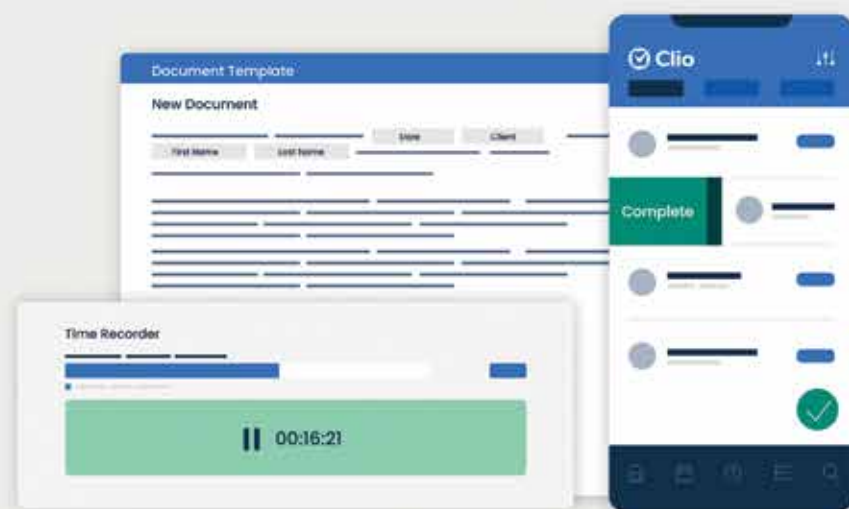 Document Template
New Document
Date Client
First Name Last Name
Clio
Complete
Time Recorder
00:16:21